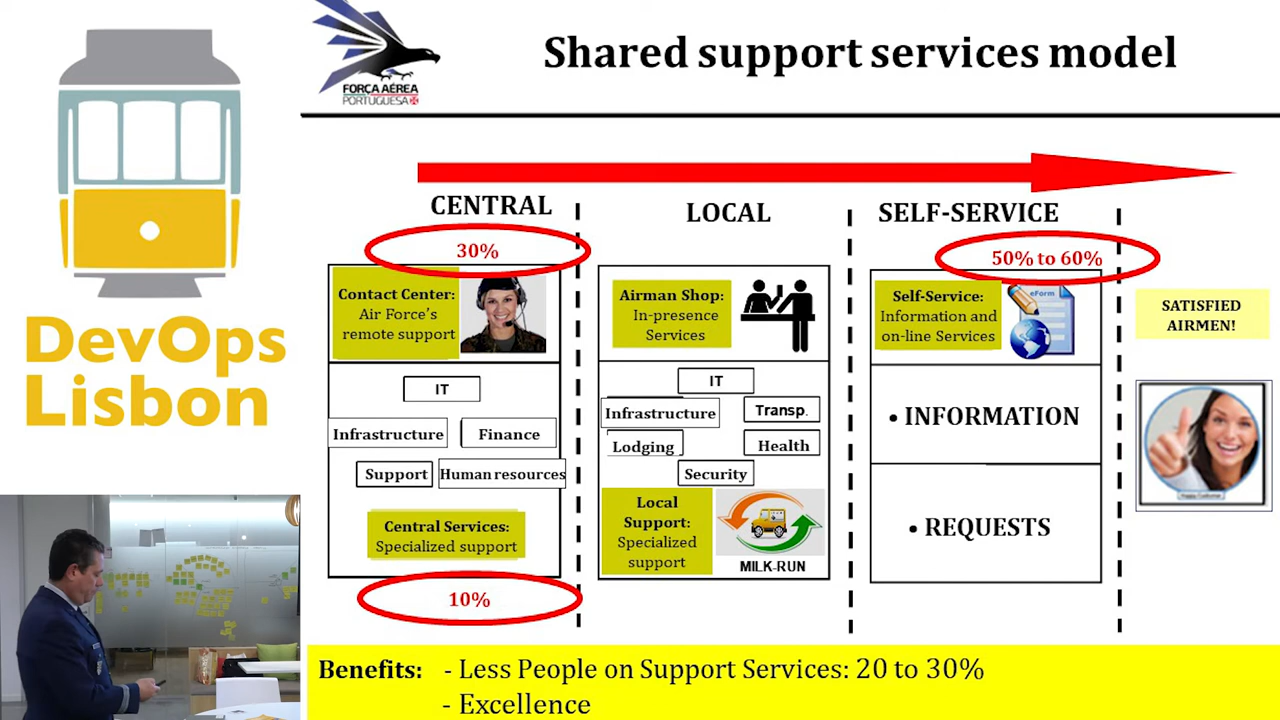 FORÇA AÉREA
PORTUGUESA
Shared support services model
CENTRAL
LOCAL
SELF-SERVICE
30%
50% to 60%
Contact Center:
Air Force's
remote support
IT
Infrastructure
Finance
Support
Human resources
Central Services:
Specialized support
10%
Airman Shop:
In-presence
Services
IT
Infrastructure
Transp.
Lodging
Health
Security
Local
Support:
Specialized
support
MILK-RUN
Self-Service:
Information and
on-line Services
eForm
• INFORMATION
• REQUESTS
SATISFIED
AIRMEN!
Happy Customer
DevOps
Lisbon
Benefits: - Less People on Support Services: 20 to 30%
- Excellence